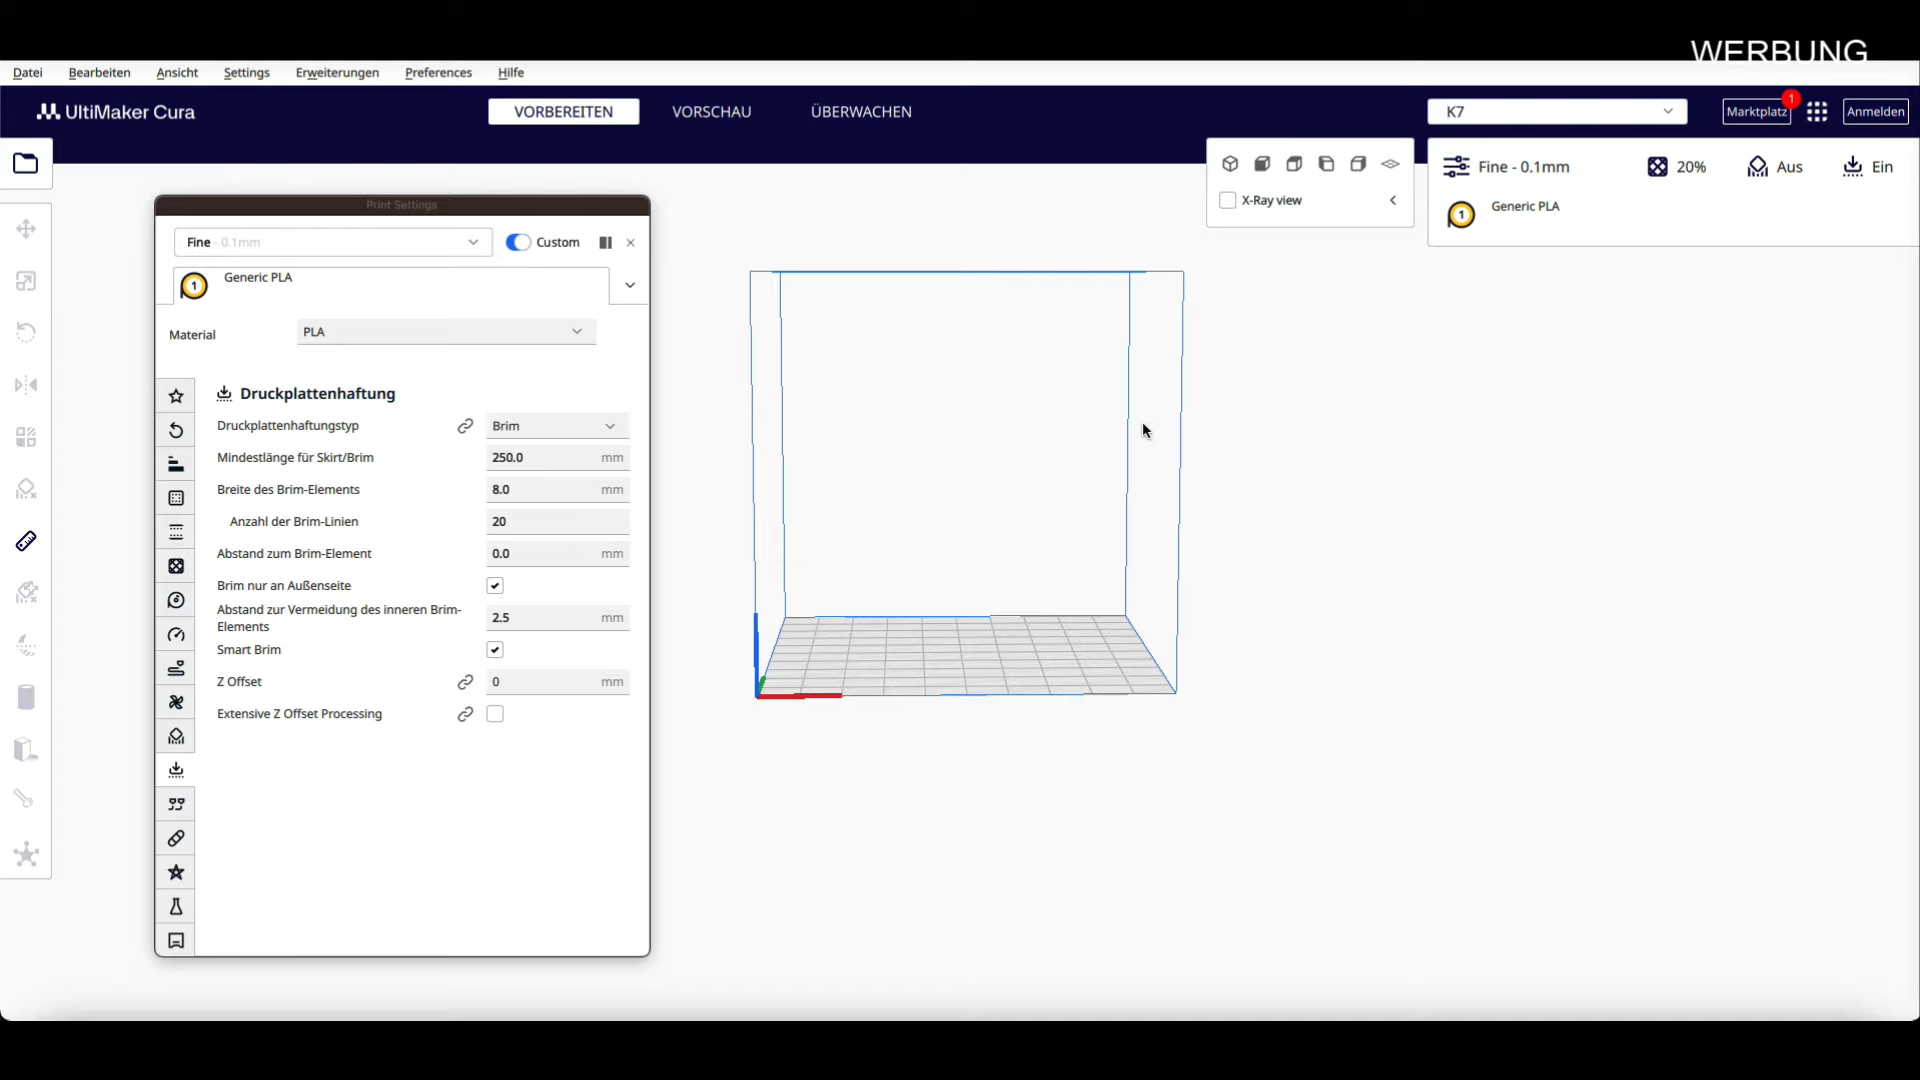 WERBUNG
Datei Bearbeiten Ansicht Settings Erweiterungen Preferences Hilfe
UltiMaker Cura VORBEREITEN VORSCHAU ÜBERWACHEN K7 Marktplatz 1 Anmelden
Fine - 0.1mm 20% Aus Ein
X-Ray view
1 Generic PLA
Print Settings
Fine - 0.1mm Custom
1 Generic PLA
Material PLA
Druckplattenhaftung
Druckplattenhaftungstyp Brim
Mindestlänge für Skirt/Brim 250.0 mm
Breite des Brim-Elements 8.0 mm
Anzahl der Brim-Linien 20
Abstand zum Brim-Element 0.0 mm
Brim nur an Außenseite
Abstand zur Vermeidung des inneren Brim-
Elements 2.5 mm
Smart Brim
Z Offset 0 mm
Extensive Z Offset Processing